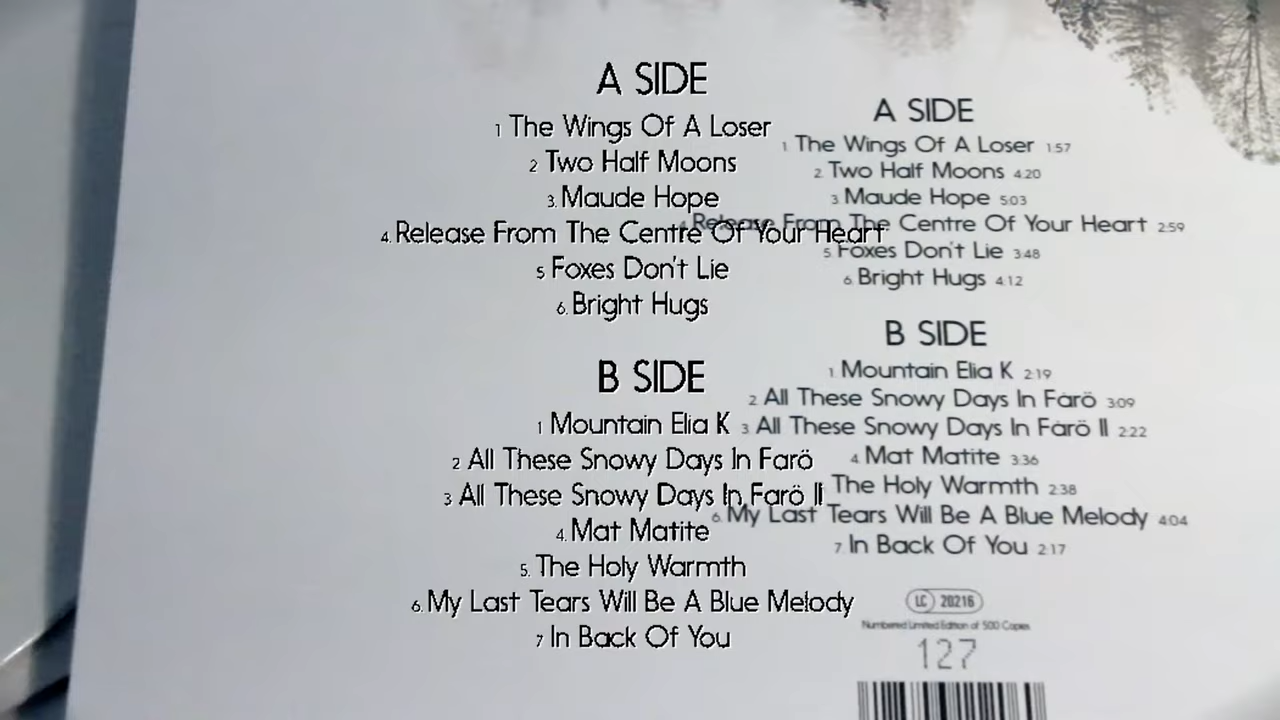 A SIDE
1 The Wings Of A Loser
2 Two Half Moons
3. Maude Hope
4. Release From The Centre Of Your Heart
5 Foxes Don't Lie
6. Bright Hugs
B SIDE
1 Mountain Elia K
2 All These Snowy Days In Farö
3 All These Snowy Days In Farö II
4. Mat Matite
5. The Holy Warmth
6. My Last Tears Will Be A Blue Melody
7 In Back Of You
A SIDE
1 The Wings Of A Loser 1:57
2. Two Half Moons 4:20
3 Maude Hope 5:03
4. Release From The Centre Of Your Heart 2:59
5 Foxes Don't Lie 3:48
6. Bright Hugs 4:12
B SIDE
1 Mountain Elia K 2:19
2 All These Snowy Days In Farö 3:09
3 All These Snowy Days In Farö II 2:22
4. Mat Matite 3:36
The Holy Warmth 2:38
6. My Last Tears Will Be A Blue Melody 4:04
7. In Back Of You 2:17
LC 20216
Numbered Limited Edition of 500 Copies
127